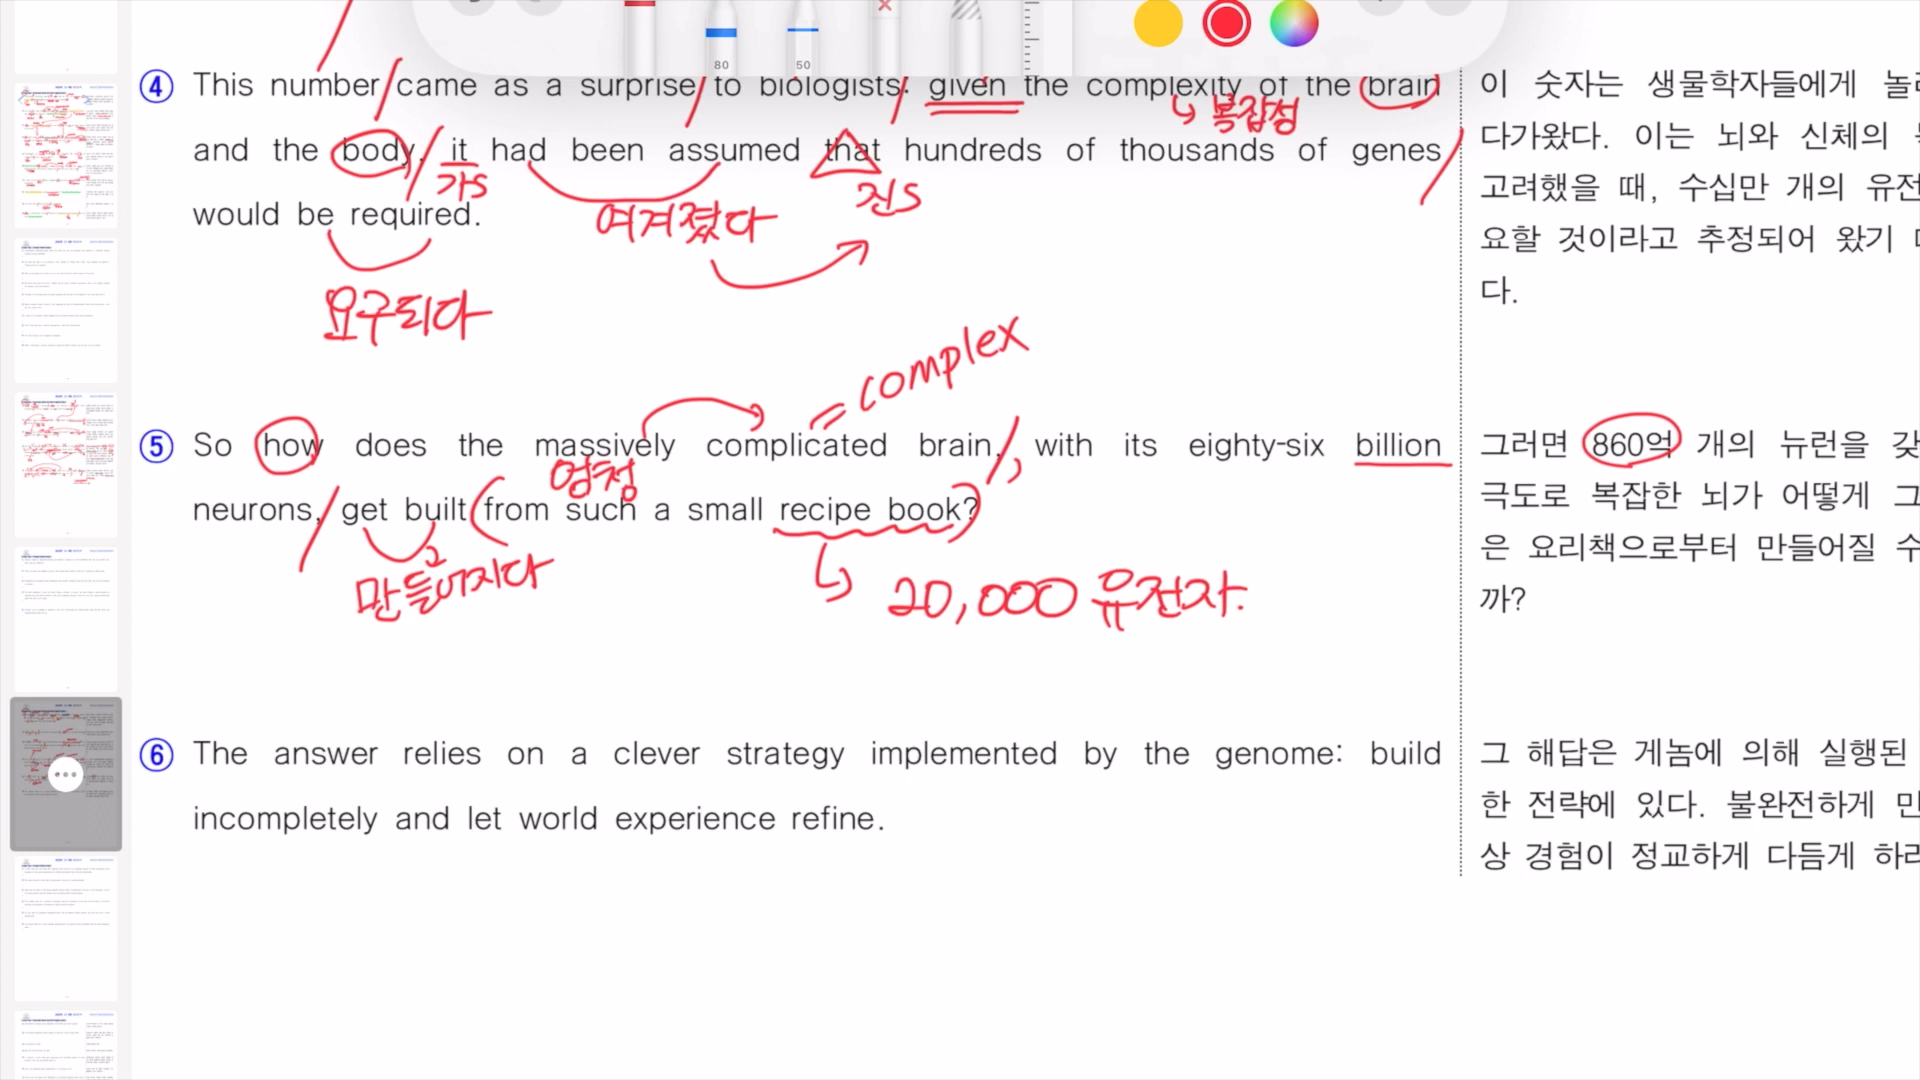 80
50
④ This number came as a surprise to biologists: given the complexity of the brain
복잡성
and the body, it had been assumed that hundreds of thousands of genes
가S
진S
would be required.
여겨졌다
요구되다
= complex
⑤ So how does the massively complicated brain, with its eighty-six billion
엄청
neurons, get built from such a small recipe book?
만들어지다
20,000 유전자.
⑥ The answer relies on a clever strategy implemented by the genome: build
incompletely and let world experience refine.
이 숫자는 생물학자들에게
다가왔다. 이는 뇌와 신체의
고려했을 때, 수십만 개의
요할 것이라고 추정되어 왔기
다.
그러면 860억 개의 뉴런을
극도로 복잡한 뇌가 어떻게
은 요리책으로부터 만들어질
까?
그 해답은 게놈에 의해 실행된
한 전략에 있다. 불완전하게
상 경험이 정교하게 다듬게